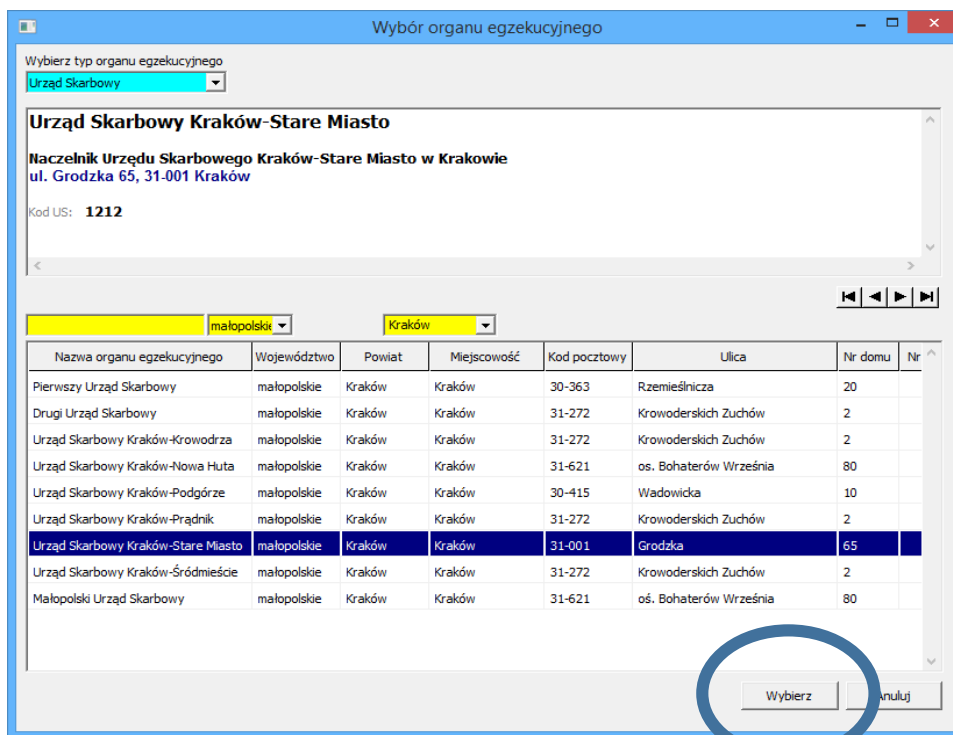 Wybór organu egzekucyjnego
Wybierz typ organu egzekucyjnego
Urząd Skarbowy
Urząd Skarbowy Kraków-Stare Miasto
Naczelnik Urzędu Skarbowego Kraków-Stare Miasto w Krakowie
ul. Grodzka 65, 31-001 Kraków
Kod US: 1212
małopolskie Kraków
Nazwa organu egzekucyjnego Województwo Powiat Miejscowość Kod pocztowy Ulica Nr domu Nr
Pierwszy Urząd Skarbowy małopolskie Kraków Kraków 30-363 Rzemieślnicza 20
Drugi Urząd Skarbowy małopolskie Kraków Kraków 31-272 Krowoderskich Zuchów 2
Urząd Skarbowy Kraków-Krowodrza małopolskie Kraków Kraków 31-272 Krowoderskich Zuchów 2
Urząd Skarbowy Kraków-Nowa Huta małopolskie Kraków Kraków 31-621 os. Bohaterów Września 80
Urząd Skarbowy Kraków-Podgórze małopolskie Kraków Kraków 30-415 Wadowicka 10
Urząd Skarbowy Kraków-Prądnik małopolskie Kraków Kraków 31-272 Krowoderskich Zuchów 2
Urząd Skarbowy Kraków-Stare Miasto małopolskie Kraków Kraków 31-001 Grodzka 65
Urząd Skarbowy Kraków-Śródmieście małopolskie Kraków Kraków 31-272 Krowoderskich Zuchów 2
Małopolski Urząd Skarbowy małopolskie Kraków Kraków 31-621 oś. Bohaterów Września 80
Wybierz Anuluj